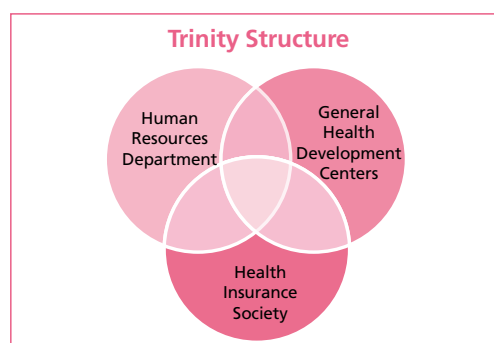 Trinity Structure
Human
Resources
Department
General
Health
Development
Centers
Health
Insurance
Society